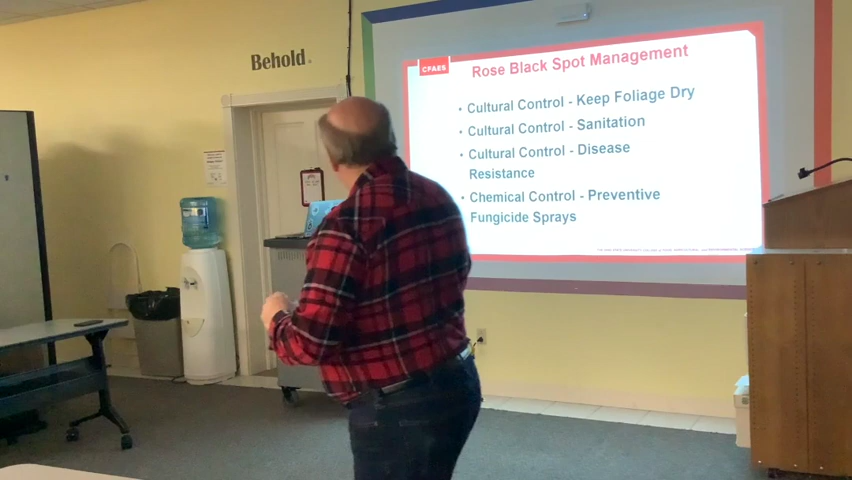 Behold.
CFAES
Rose Black Spot Management
• Cultural Control - Keep Foliage Dry
• Cultural Control - Sanitation
• Cultural Control - Disease
Resistance
• Chemical Control - Preventive
Fungicide Sprays